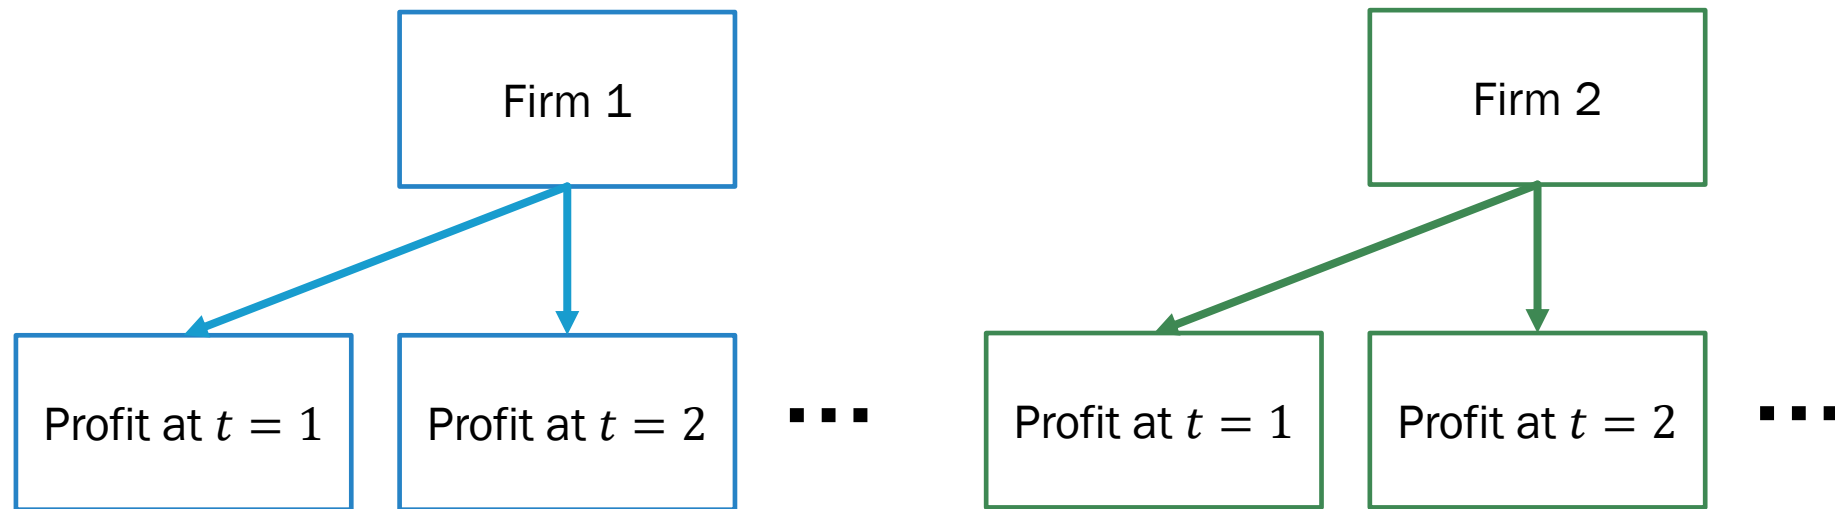 Firm 1
Firm 2
Profit at t = 1
Profit at t = 2
...
Profit at t = 1
Profit at t = 2
...